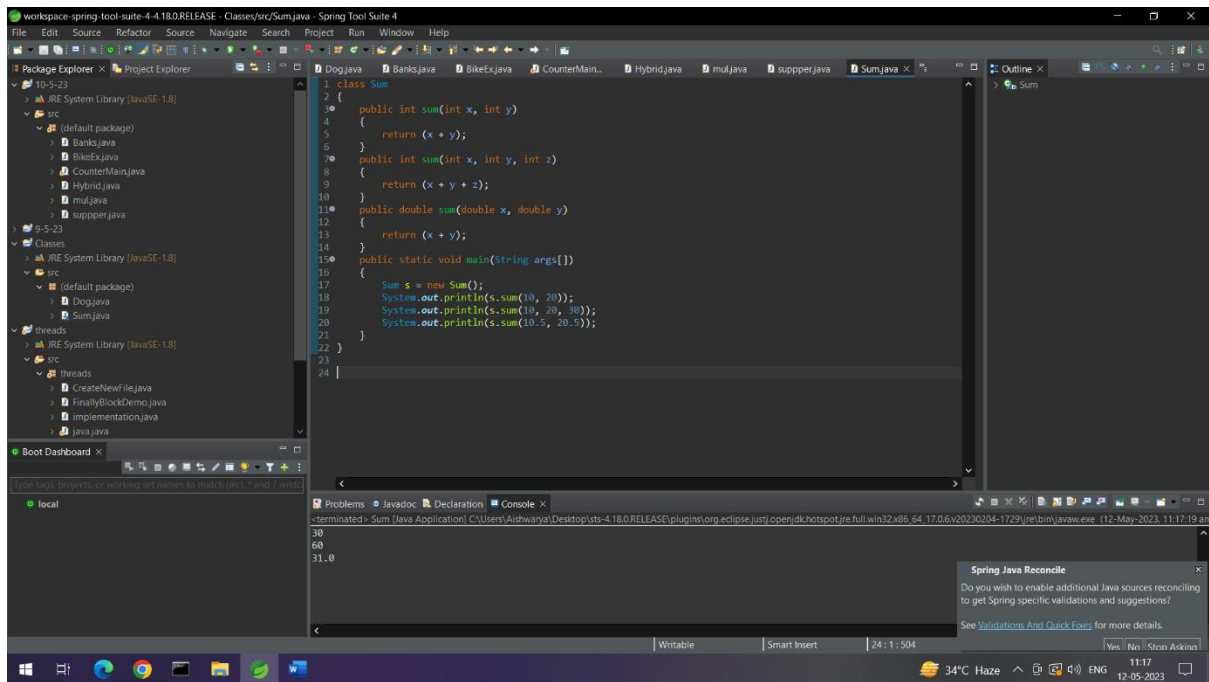 workspace-spring-tool-suite-4-4.18.0.RELEASE - Classes/src/Sum.java - Spring Tool Suite 4
File Edit Source Refactor Source Navigate Search Project Run Window Help
Package Explorer × Project Explorer
10-5-23
JRE System Library [JavaSE-1.8]
src
(default package)
Banks.java
BikeEx.java
CounterMain.java
Hybrid.java
mul.java
suppper.java
9-5-23
Classes
JRE System Library [JavaSE-1.8]
src
(default package)
Dog.java
Sum.java
threads
JRE System Library [JavaSE-1.8]
src
threads
CreateNewFile.java
FinallyBlockDemo.java
implementation.java
java.java
Boot Dashboard ×
Type tags, projects, or working set names to match (incl. * and ? wildc
local
Dog.java Banks.java BikeEx.java CounterMain... Hybrid.java mul.java suppper.java Sum.java × "5
1 class Sum
2 {
3 public int sum(int x, int y)
4 {
5 return (x + y);
6 }
7 public int sum(int x, int y, int z)
8 {
9 return (x + y + z);
10 }
11 public double sum(double x, double y)
12 {
13 return (x + y);
14 }
15 public static void main(String args[])
16 {
17 Sum s = new Sum();
18 System.out.println(s.sum(10, 20));
19 System.out.println(s.sum(10, 20, 30));
20 System.out.println(s.sum(10.5, 20.5));
21 }
22 }
23
24
Outline ×
Sum
Problems Javadoc Declaration Console ×
<terminated> Sum [Java Application] C:\Users\Aishwarya\Desktop\sts-4.18.0.RELEASE\plugins\org.eclipse.justj.openjdk.hotspot.jre.full.win32.x86_64_17.0.6.v20230204-1729\jre\bin\javaw.exe (12-May-2023, 11:17:19 am
30
60
31.0
Spring Java Reconcile
Do you wish to enable additional Java sources reconciling
to get Spring specific validations and suggestions?
See Validations And Quick Fixes for more details.
Yes No Stop Asking
Writable Smart Insert 24 : 1 : 504
34°C Haze ENG 11:17
12-05-2023